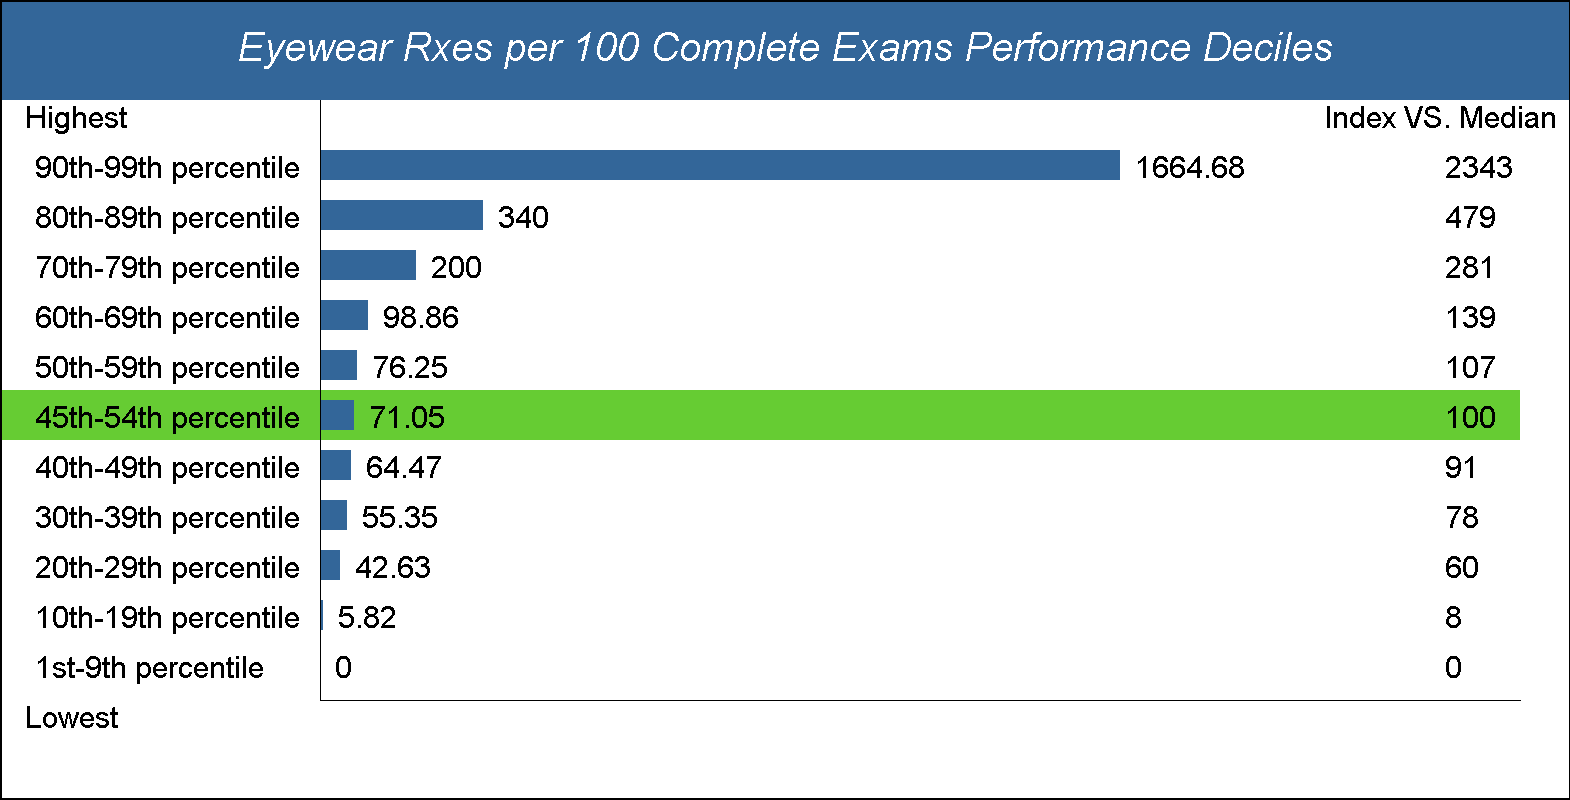 Eyewear Rxes per 100 Complete Exams Performance Deciles
Highest Index VS. Median
90th-99th percentile 1664.68 2343
80th-89th percentile 340 479
70th-79th percentile 200 281
60th-69th percentile 98.86 139
50th-59th percentile 76.25 107
45th-54th percentile 71.05 100
40th-49th percentile 64.47 91
30th-39th percentile 55.35 78
20th-29th percentile 42.63 60
10th-19th percentile 5.82 8
1st-9th percentile 0 0
Lowest